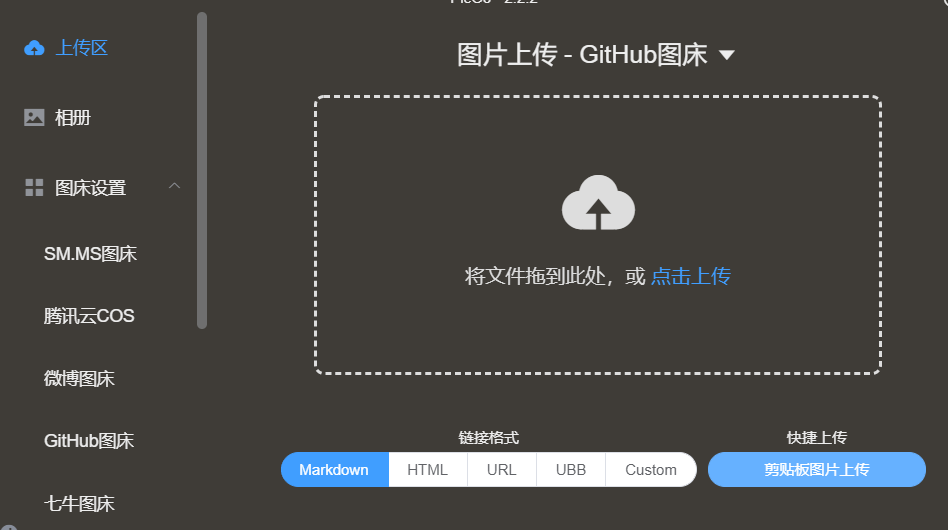 上传区
相册
图床设置
SM.MS图床
腾讯云COS
微博图床
GitHub图床
七牛图床
图片上传 - GitHub图床
将文件拖到此处，或 点击上传
链接格式
Markdown HTML URL UBB Custom
快捷上传
剪贴板图片上传